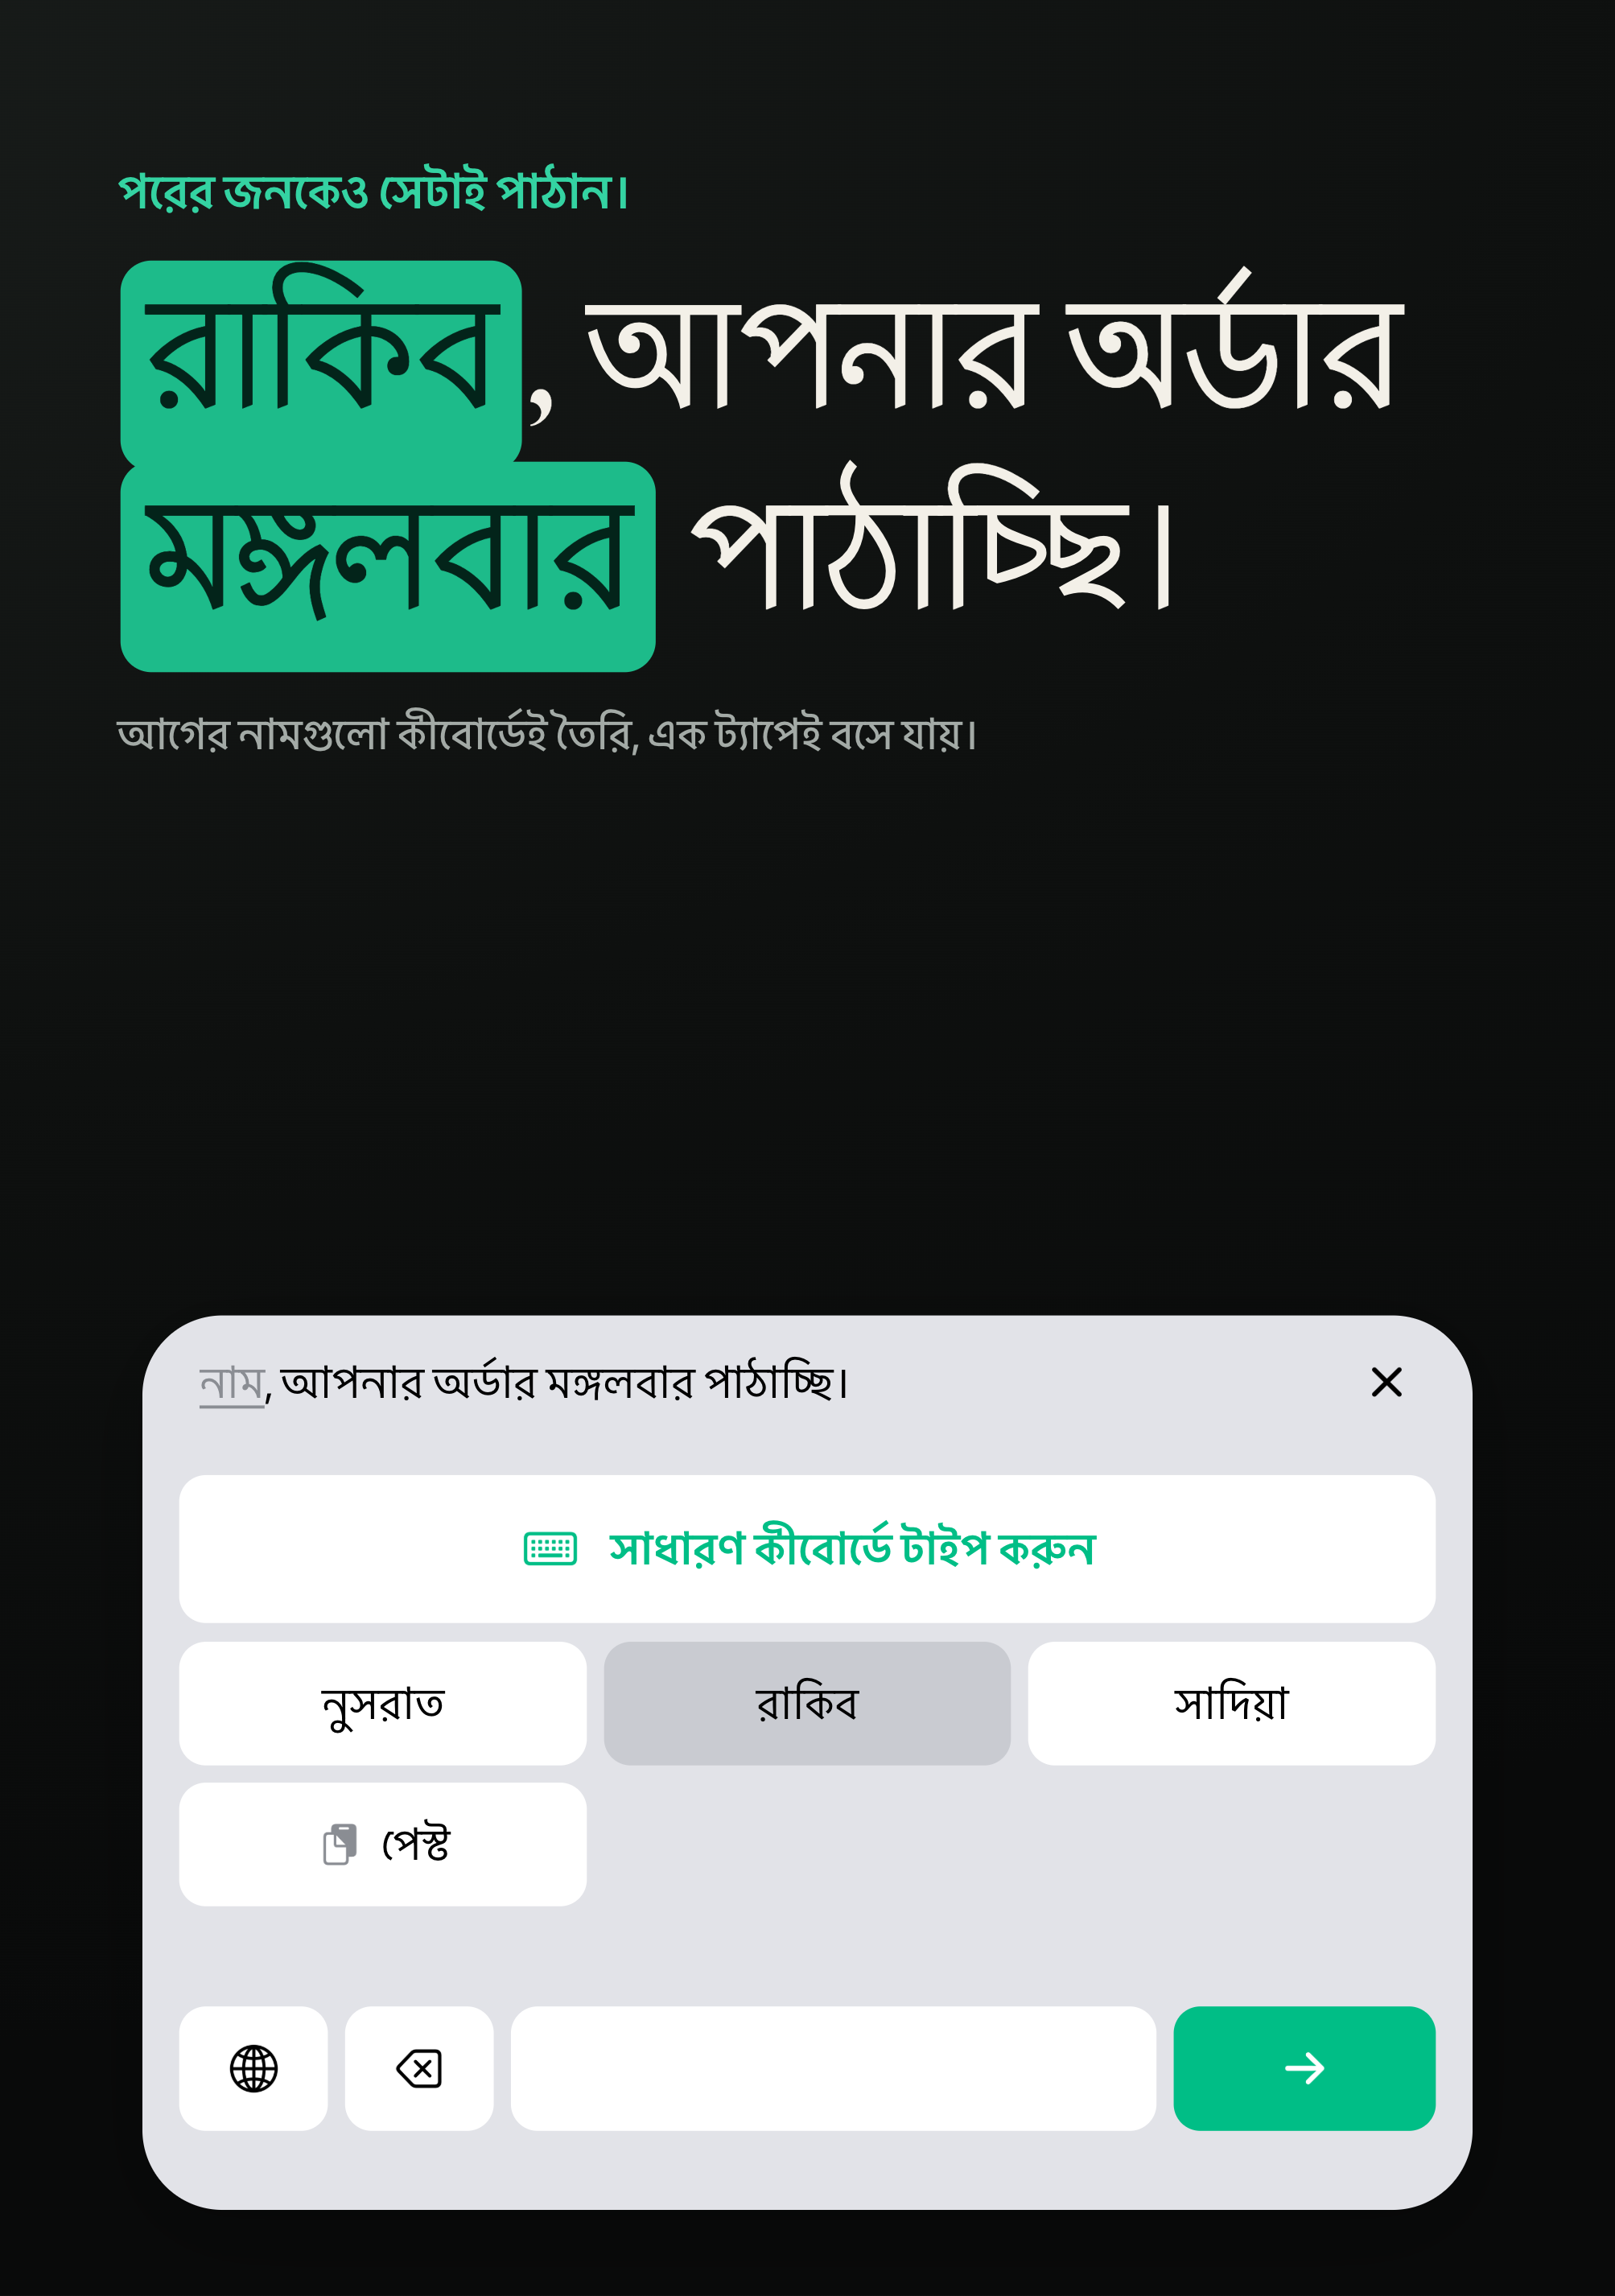 পরের জনকেও সেটাই পাঠান।
রাকিব, আপনার অর্ডার
মঙ্গলবার পাঠাচ্ছি।
আগের নামগুলো কীবোর্ডেই তৈরি, এক ট্যাপেই বসে যায়।
নাম, আপনার অর্ডার মঙ্গলবার পাঠাচ্ছি।
সাধারণ কীবোর্ডে টাইপ করুন
নুসরাত
রাকিব
সাদিয়া
পেস্ট